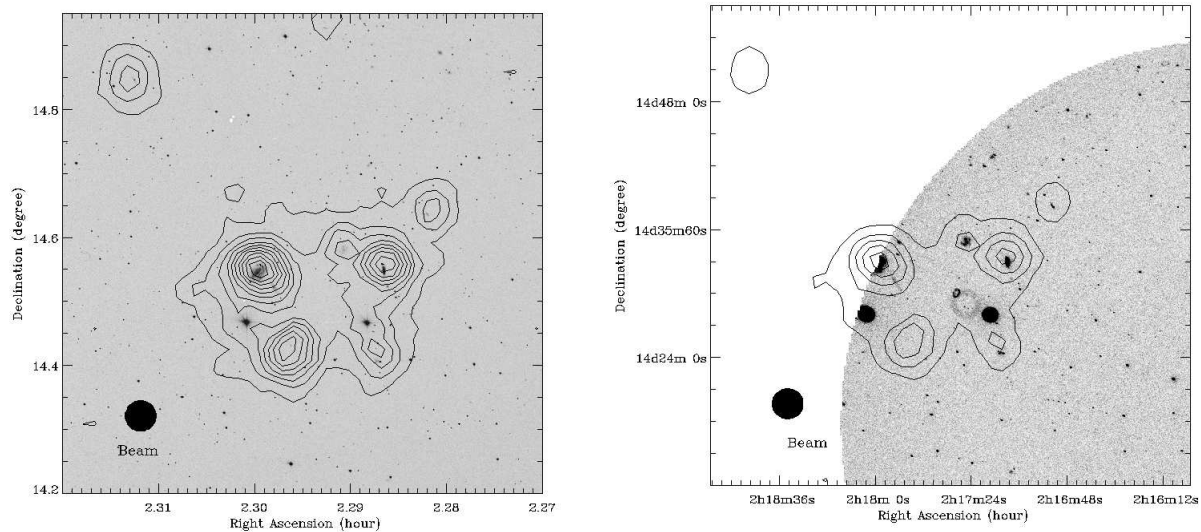 14.8
14.6
14.4
14.2
Declination (degree)
Beam
2.31
2.30
2.29
2.28
2.27
Right Ascension (hour)
14d48m 0s
14d35m60s
14d24m 0s
Declination (degree)
Beam
2h18m36s
2h18m 0s
2h17m24s
2h16m48s
2h16m12s
Right Ascension (hour)